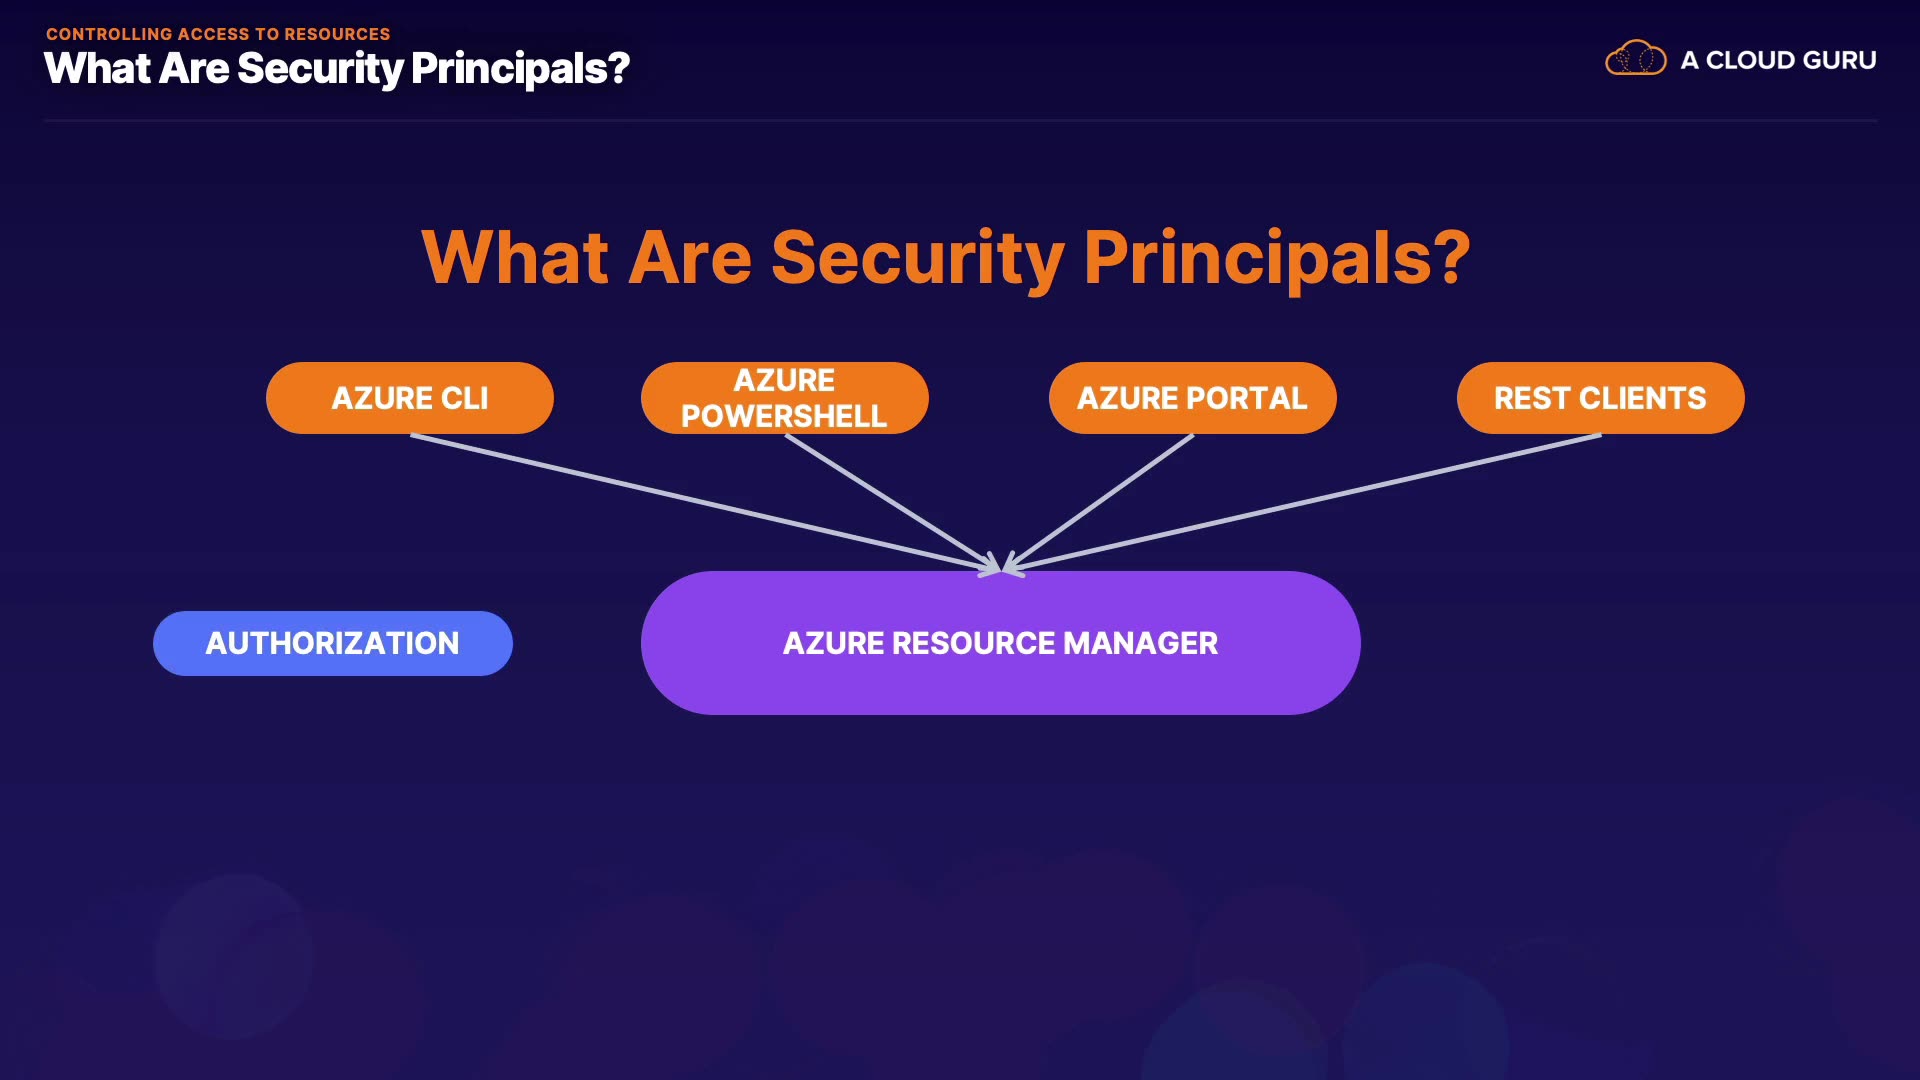 CONTROLLING ACCESS TO RESOURCES
What Are Security Principals?
A CLOUD GURU
What Are Security Principals?
AZURE CLI
AZURE
POWERSHELL
AZURE PORTAL
REST CLIENTS
AUTHORIZATION
AZURE RESOURCE MANAGER